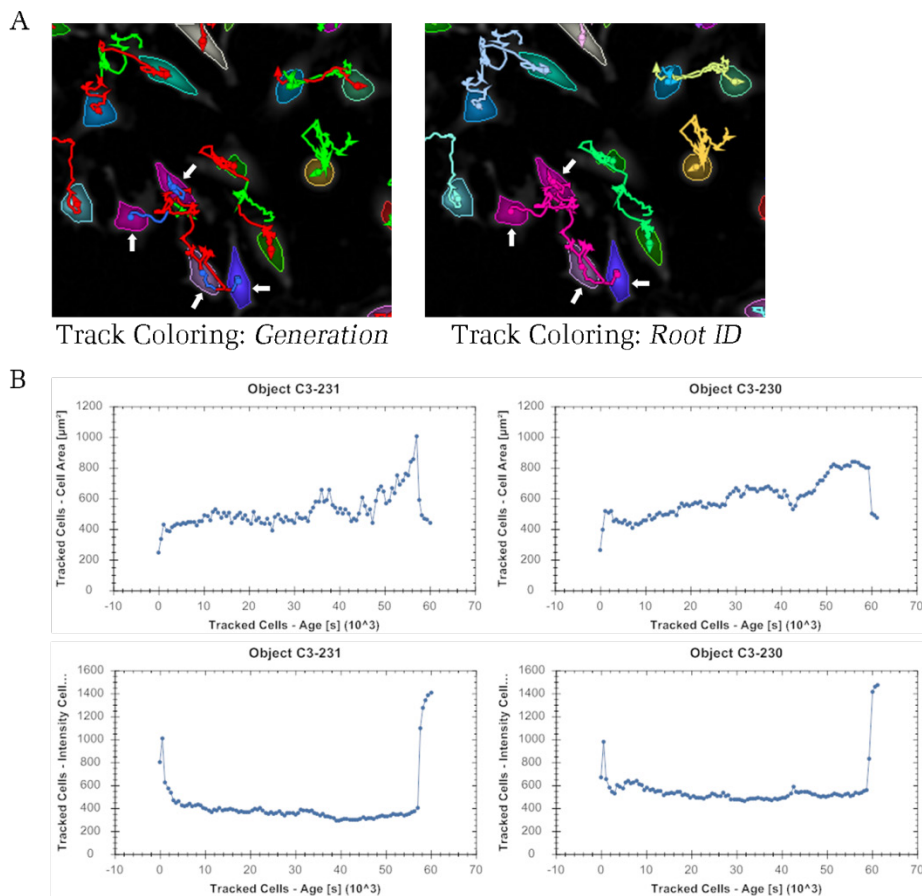 A
Track Coloring: Generation
Track Coloring: Root ID
B
Object C3-231
Tracked Cells - Cell Area [µm²]
1200
1000
800
600
400
200
0
-10 0 10 20 30 40 50 60 70
Tracked Cells - Age [s] (10^3)
Object C3-230
Tracked Cells - Cell Area [µm²]
1200
1000
800
600
400
200
0
-10 0 10 20 30 40 50 60 70
Tracked Cells - Age [s] (10^3)
Object C3-231
Tracked Cells - Intensity Cell...
1600
1400
1200
1000
800
600
400
200
0
-10 0 10 20 30 40 50 60 70
Tracked Cells - Age [s] (10^3)
Object C3-230
Tracked Cells - Intensity Cell...
1600
1400
1200
1000
800
600
400
200
0
-10 0 10 20 30 40 50 60 70
Tracked Cells - Age [s] (10^3)